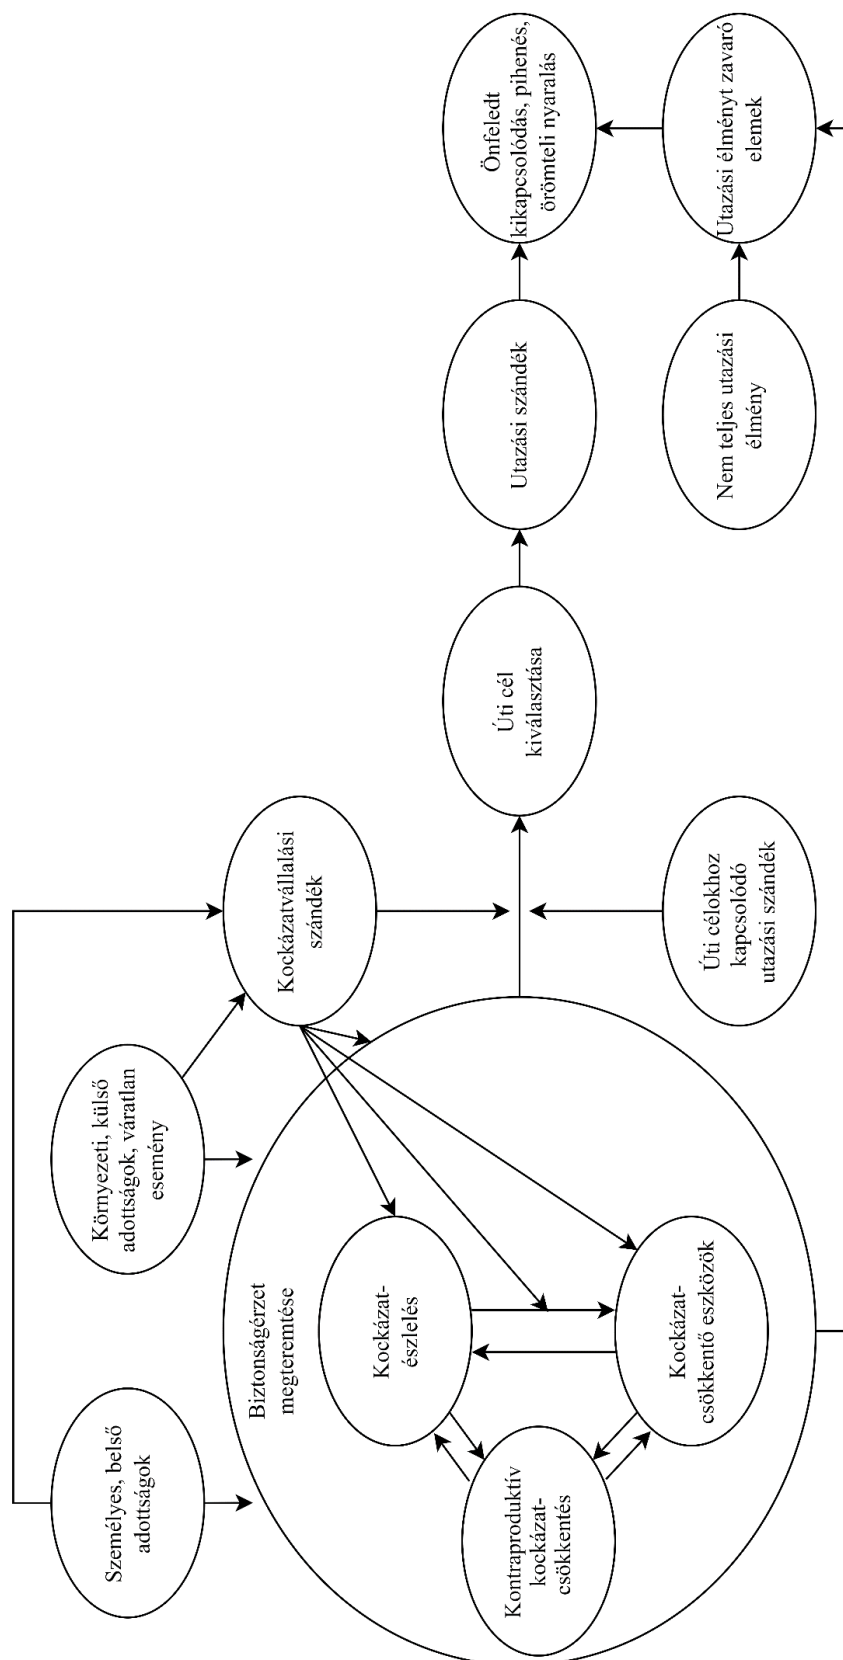 Személyes, belső
adottságok
Környezeti, külső
adottságok, váratlan
esemény
Kockázatvállalási
szándék
Biztonságérzet
megteremtése
Kockázat-
észlelés
Kontraproduktív
kockázat-
csökkentés
Kockázat-
csökkentő eszközök
Úti cél
kiválasztása
Úti célokhoz
kapcsolódó
utazási szándék
Utazási szándék
Önfeledt
kikapcsolódás, pihenés,
örömteli nyaralás
Nem teljes utazási
élmény
Utazási élményt zavaró
elemek